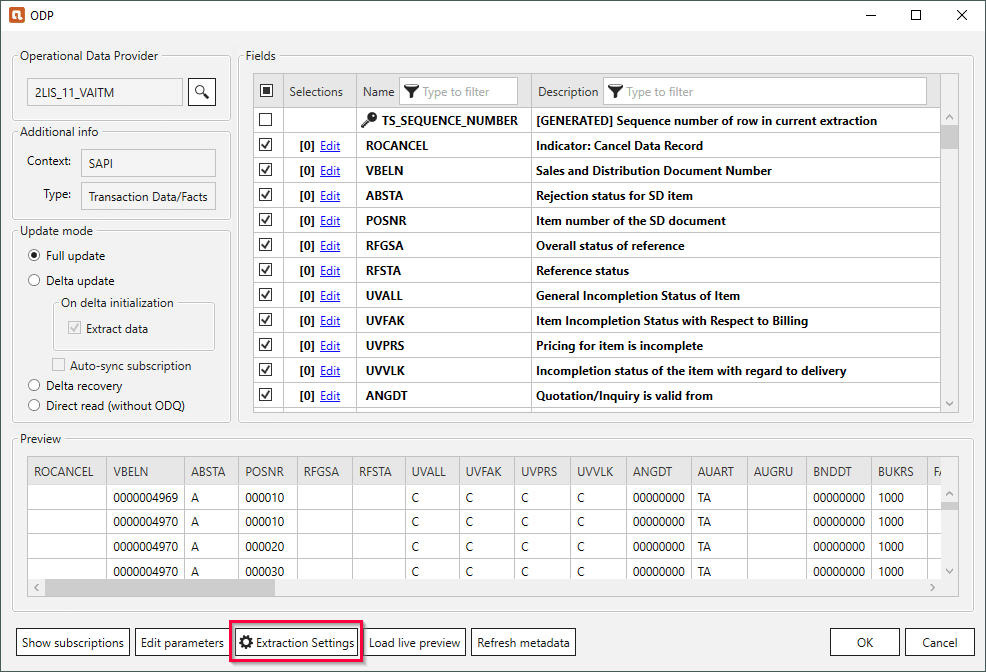 ODP
Operational Data Provider
2LIS_11_VAITM
Additional info
Context: SAPI
Type: Transaction Data/Facts
Update mode
Full update
Delta update
On delta initialization
Extract data
Auto-sync subscription
Delta recovery
Direct read (without ODQ)
Fields
Selections Name Type to filter Description Type to filter
TS_SEQUENCE_NUMBER [GENERATED] Sequence number of row in current extraction
[0] Edit ROCANCEL Indicator: Cancel Data Record
[0] Edit VBELN Sales and Distribution Document Number
[0] Edit ABSTA Rejection status for SD item
[0] Edit POSNR Item number of the SD document
[0] Edit RFGSA Overall status of reference
[0] Edit RFSTA Reference status
[0] Edit UVALL General Incompletion Status of Item
[0] Edit UVFAK Item Incompletion Status with Respect to Billing
[0] Edit UVPRS Pricing for item is incomplete
[0] Edit UVVLK Incompletion status of the item with regard to delivery
[0] Edit ANGDT Quotation/Inquiry is valid from
Preview
ROCANCEL VBELN ABSTA POSNR RFGSA RFSTA UVALL UVFAK UVPRS UVVLK ANGDT AUART AUGRU BNDDT BUKRS
0000004969 A 000010 C C C C 00000000 TA 00000000 1000
0000004970 A 000010 C C C C 00000000 TA 00000000 1000
0000004970 A 000020 C C C C 00000000 TA 00000000 1000
0000004970 A 000030 C C C C 00000000 TA 00000000 1000
Show subscriptions Edit parameters Extraction Settings Load live preview Refresh metadata OK Cancel